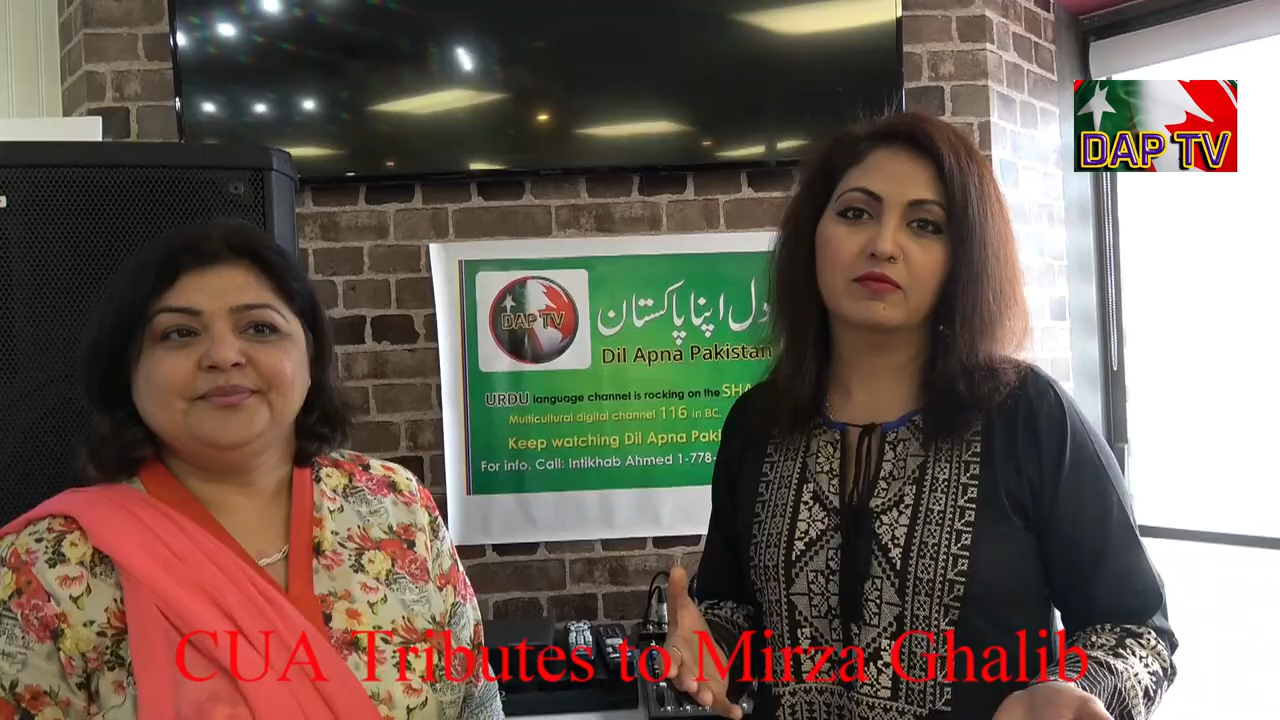 DAP TV
DAP TV
دل اپنا پاکستان
Dil Apna Pakistan
URDU language channel is rocking on the
Multicultural digital channel 116 in BC.
Keep watching Dil Apna
For info. Call: Intikhab Ahmed 1-778-
CUA Tributes to Mirza Ghalib